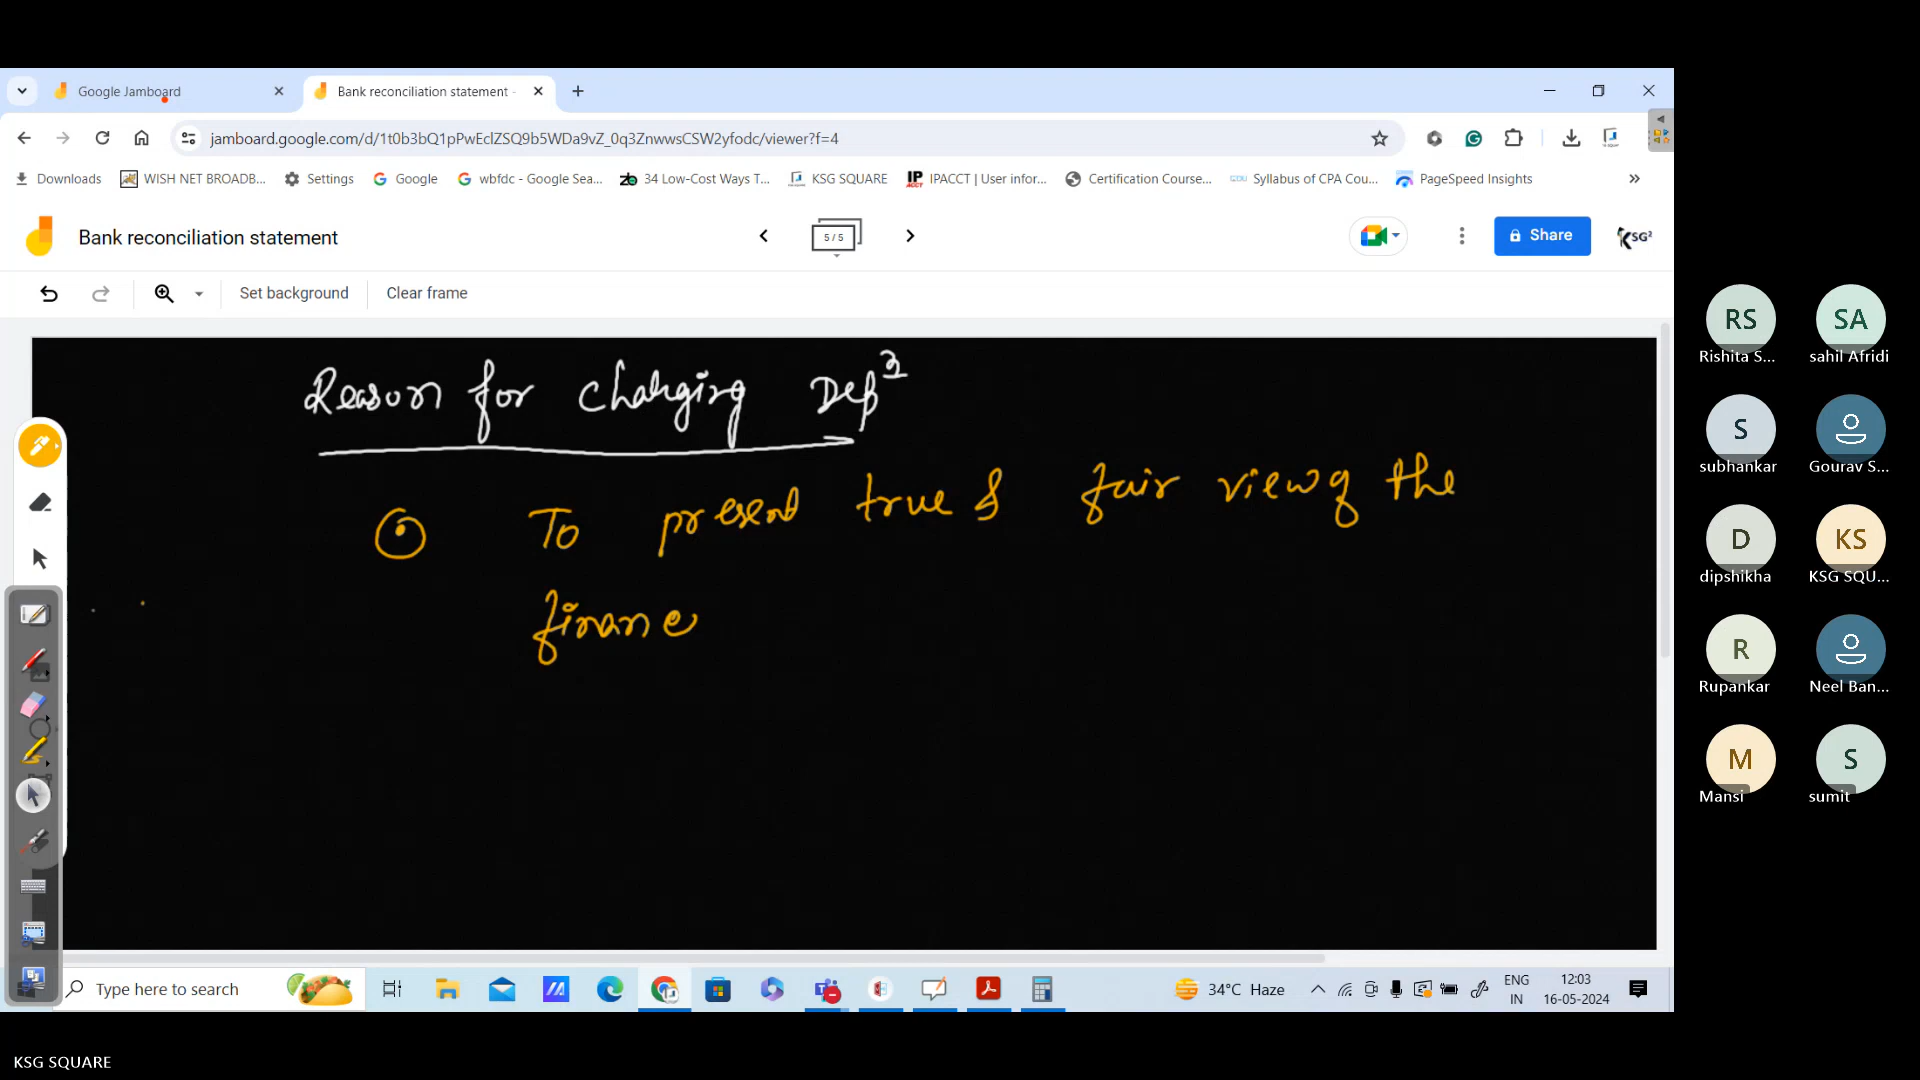 Google Jamboard
Bank reconciliation statement -
jamboard.google.com/d/1t0b3bQ1pPwEclZSQ9b5WDa9vZ_0q3ZnwwsCSW2yfodc/viewer?f=4
Downloads WISH NET BROADB... Settings Google wbfdc - Google Sea... 34 Low-Cost Ways T... KSG SQUARE IPACCT | User infor... Certification Course... Syllabus of CPA Cou... PageSpeed Insights »
Bank reconciliation statement
5 / 5
Share
KSG²
Set background Clear frame
Reason for changing Depn
To present true & fair view of the
finance
Rishita S...
SA
sahil Afridi
RS
S
subhankar
Gourav S...
D
dipshikha
KS
KSG SQU...
R
Rupankar
Neel Ban...
M
Mansi
S
sumit
Type here to search
34°C Haze
ENG
IN
12:03
16-05-2024
KSG SQUARE